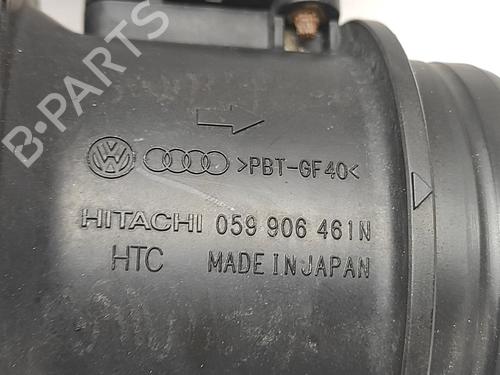 B-PARTS
>PBT-GF40<
HITACHI 059 906 461N
HTC MADE IN JAPAN